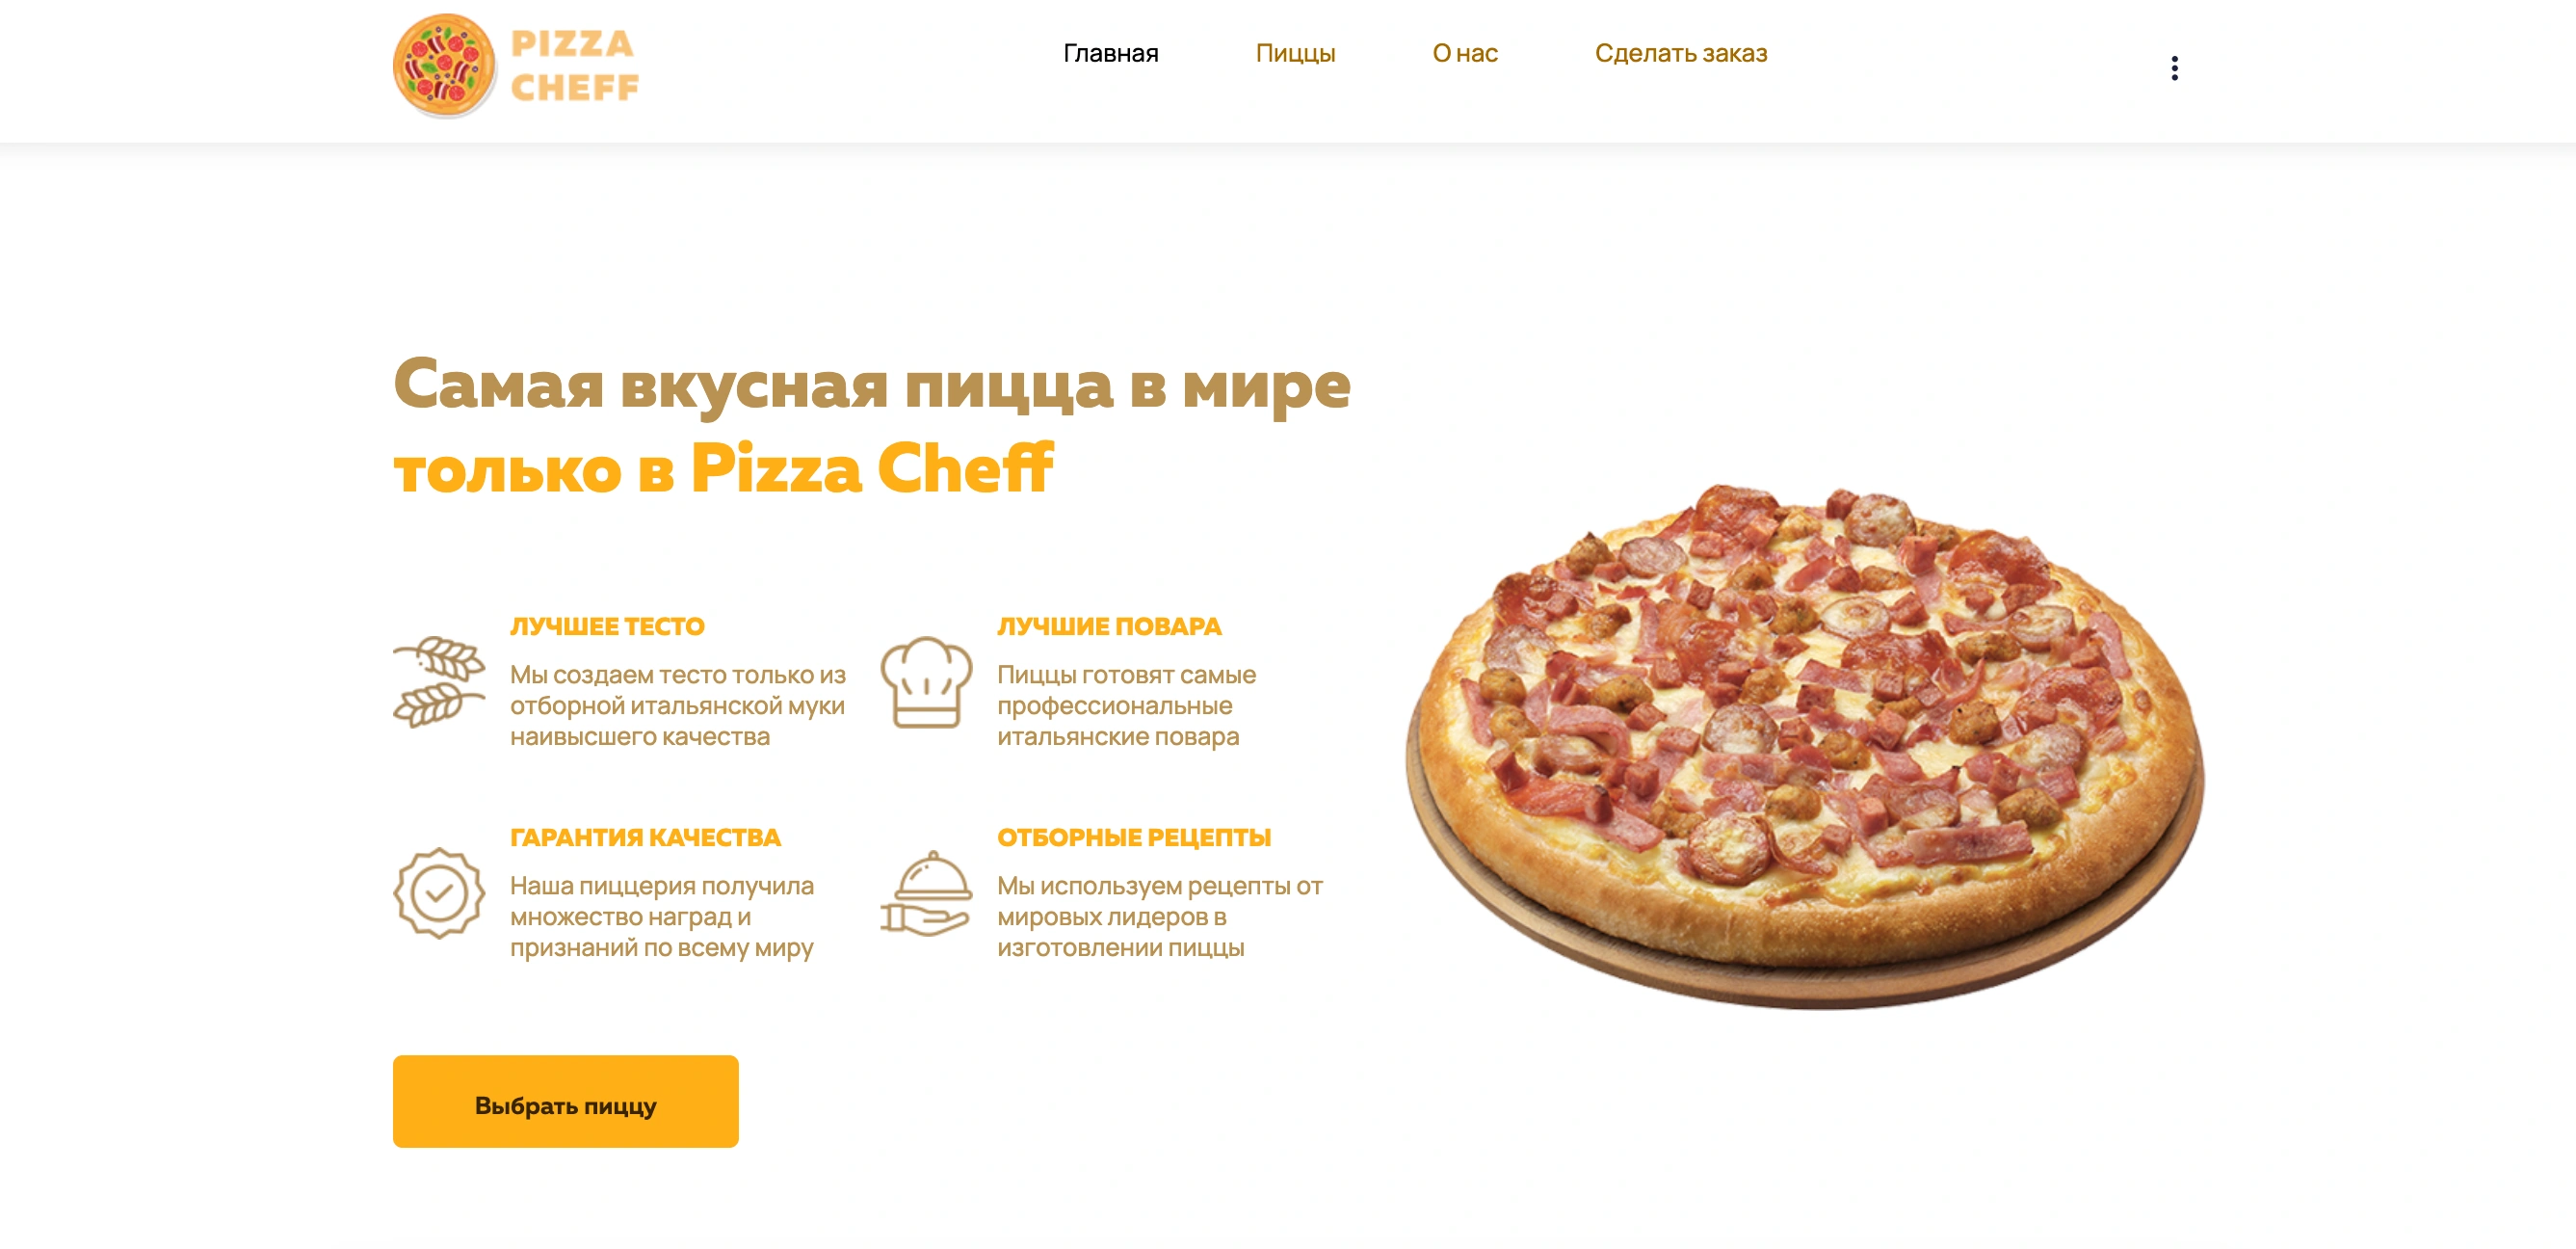 PIZZA
CHEFF
Главная Пиццы О нас Сделать заказ
Самая вкусная пицца в мире
только в Pizza Cheff
ЛУЧШЕЕ ТЕСТО
Мы создаем тесто только из
отборной итальянской муки
наивысшего качества
ЛУЧШИЕ ПОВАРА
Пиццы готовят самые
профессиональные
итальянские повара
ГАРАНТИЯ КАЧЕСТВА
Наша пиццерия получила
множество наград и
признаний по всему миру
ОТБОРНЫЕ РЕЦЕПТЫ
Мы используем рецепты от
мировых лидеров в
изготовлении пиццы
Выбрать пиццу